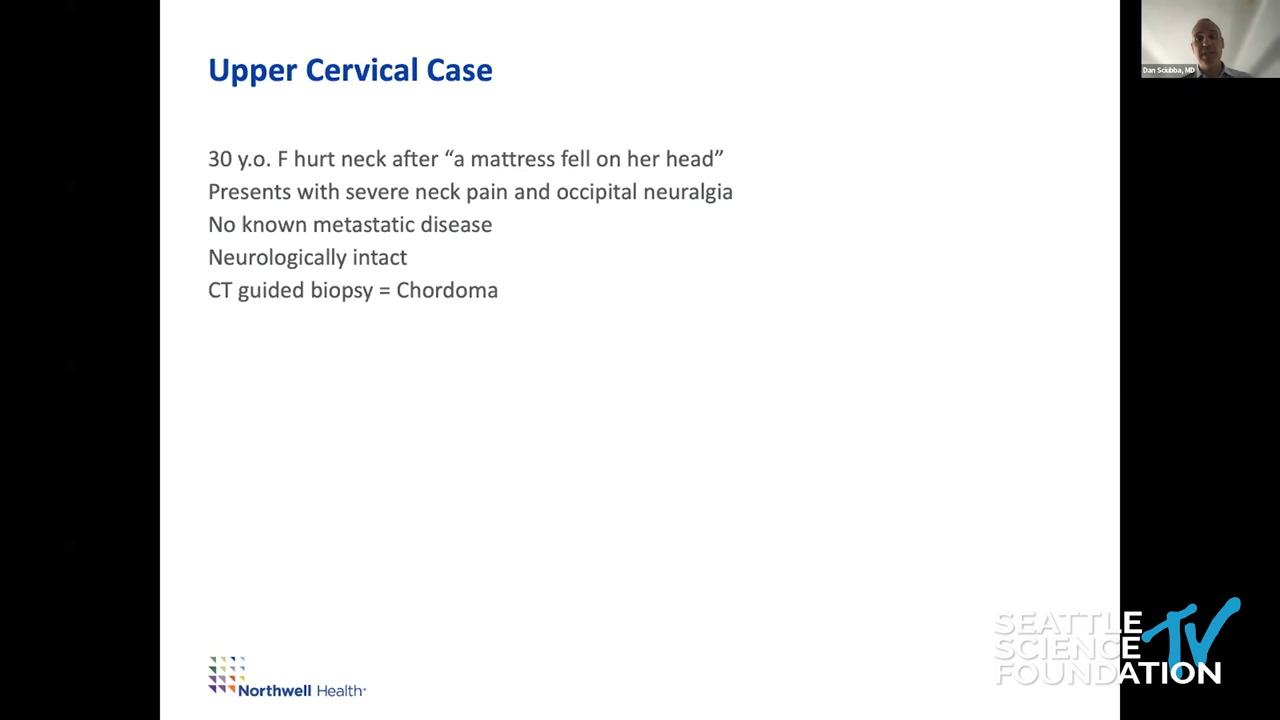 Upper Cervical Case
Dan Sciubba, MD
30 y.o. F hurt neck after “a mattress fell on her head”
Presents with severe neck pain and occipital neuralgia
No known metastatic disease
Neurologically intact
CT guided biopsy = Chordoma
Northwell Health®
SEATTLE
SCIENCE
FOUNDATION
TV